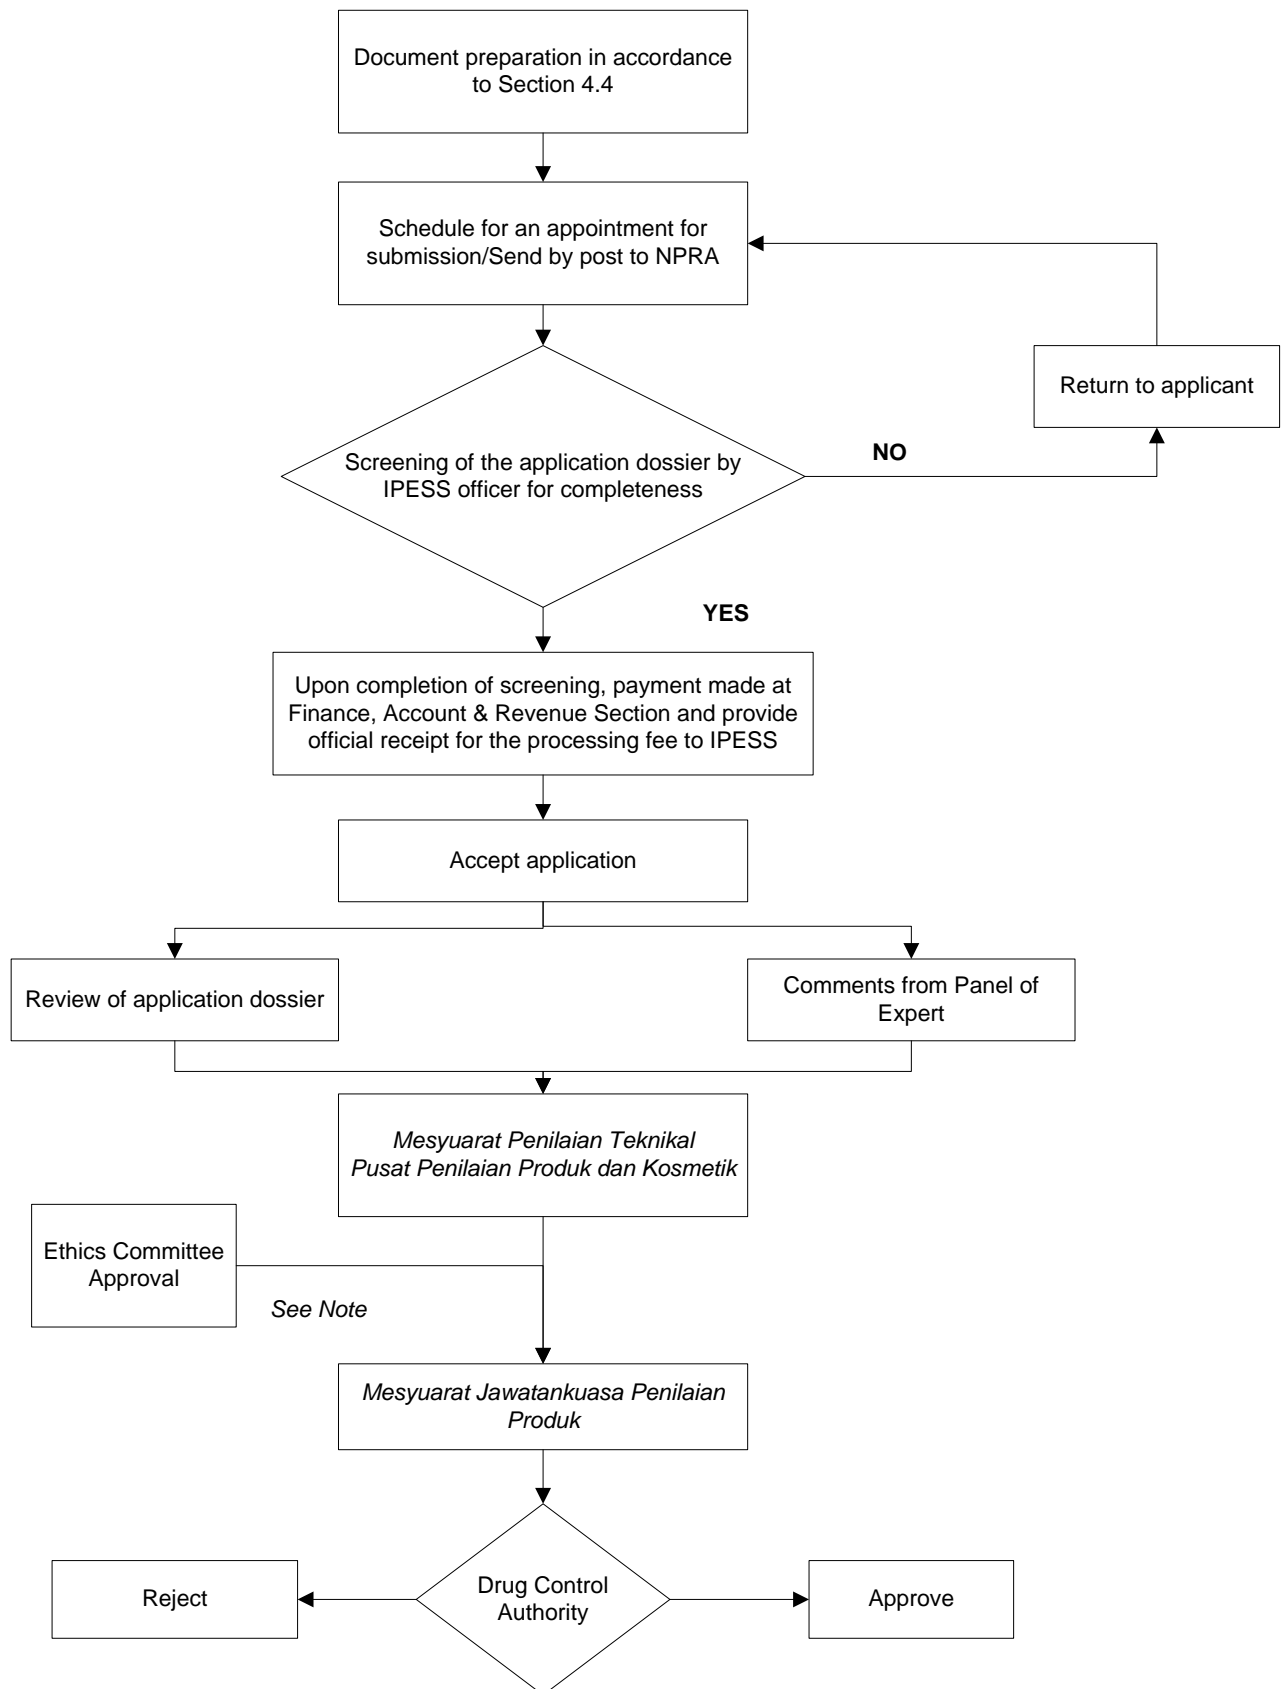 Document preparation in accordance
to Section 4.4
Schedule for an appointment for
submission/Send by post to NPRA
Return to applicant
Screening of the application dossier by
IPESS officer for completeness
NO
YES
Upon completion of screening, payment made at
Finance, Account & Revenue Section and provide
official receipt for the processing fee to IPESS
Accept application
Review of application dossier
Comments from Panel of
Expert
Mesyuarat Penilaian Teknikal
Pusat Penilaian Produk dan Kosmetik
Ethics Committee
Approval
See Note
Mesyuarat Jawatankuasa Penilaian
Produk
Reject
Drug Control
Authority
Approve